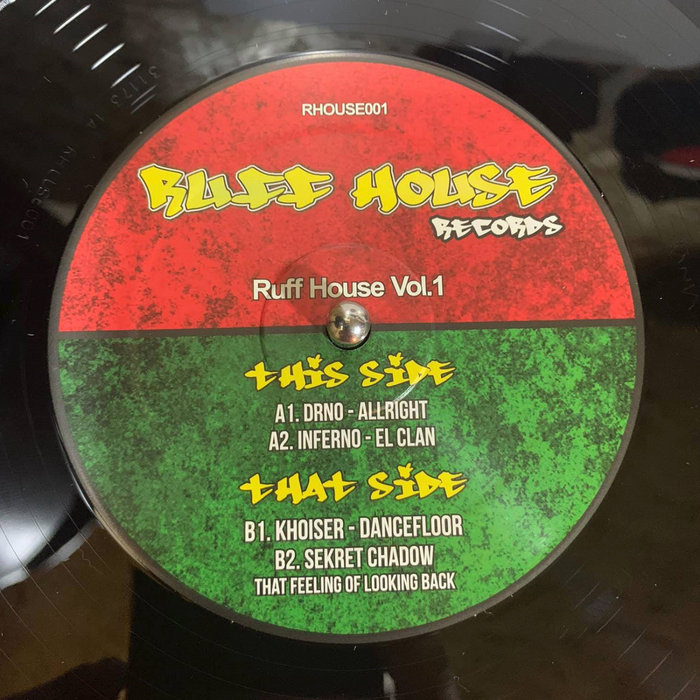 RHOUSE001
RUFF HOUSE
RECORDS
Ruff House Vol.1
THIS SIDE
A1. DRNO - ALLRIGHT
A2. INFERNO - EL CLAN
THAT SIDE
B1. KHOISER - DANCEFLOOR
B2. SEKRET CHADOW
THAT FEELING OF LOOKING BACK